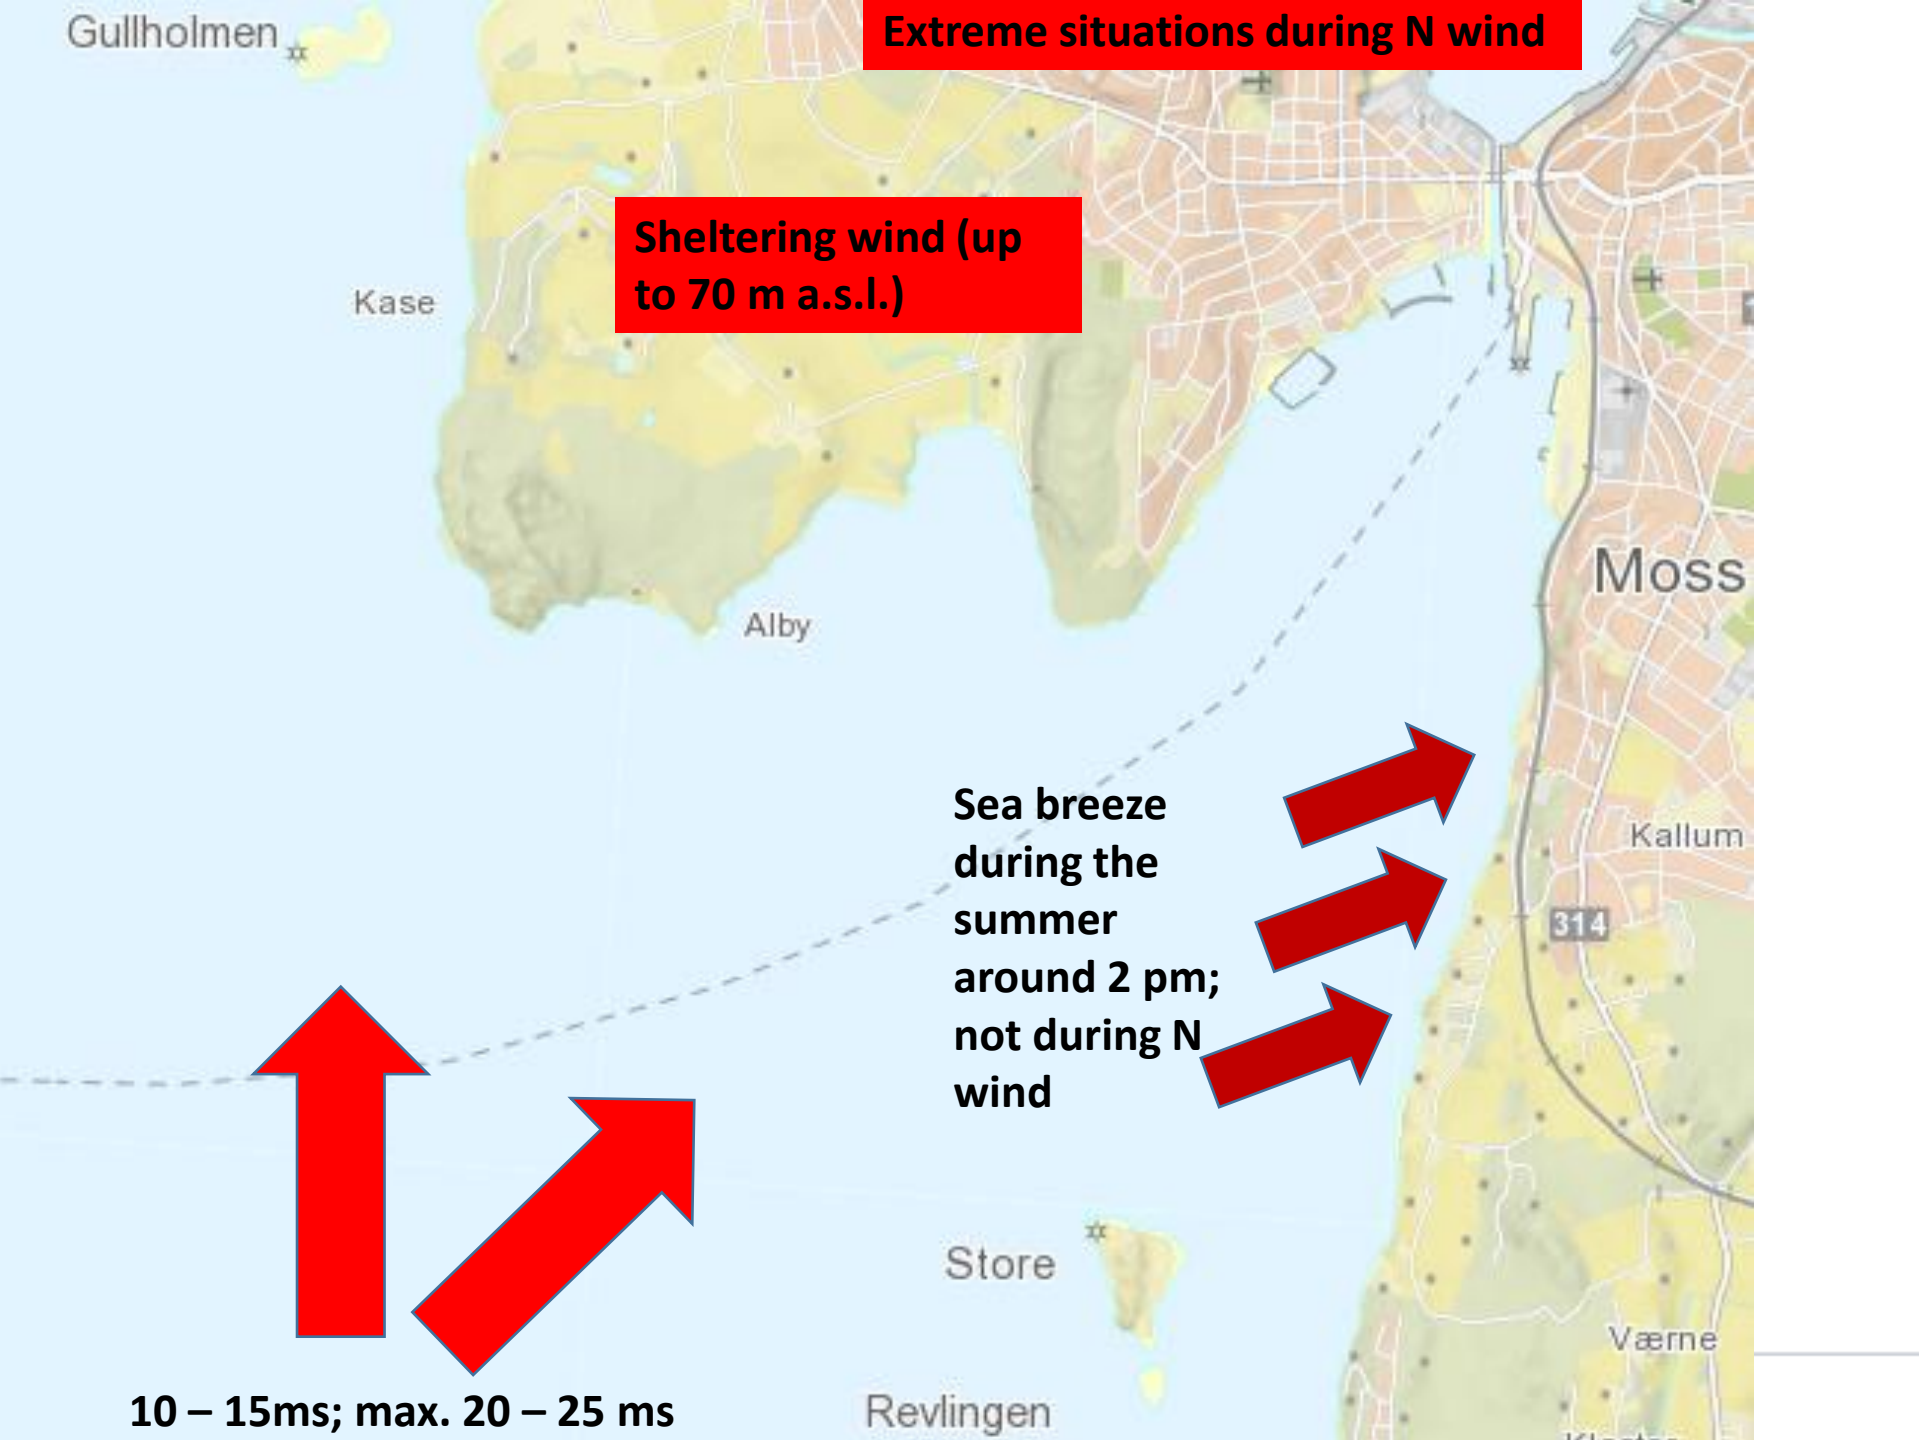 Gullholmen
Extreme situations during N wind
Sheltering wind (up
to 70 m a.s.l.)
Kase
Moss
Alby
Sea breeze
during the
summer
around 2 pm;
not during N
wind
Kallum
314
Store
Værne
10 – 15ms; max. 20 – 25 ms
Revlingen